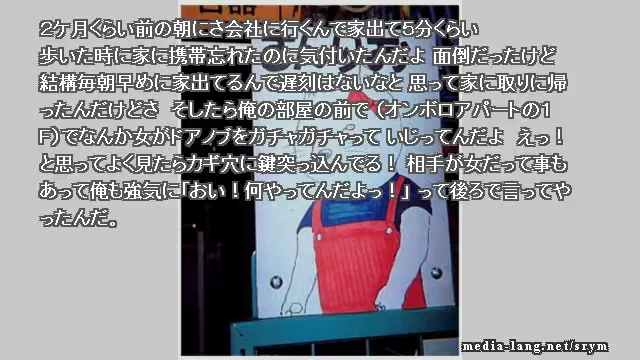 ２ケ月くらい前の朝にさ会社に行くんで家出て５分くらい
歩いた時に家に携帯忘れたのに気付いたんだよ 面倒だったけど
結構毎朝早めに家出てるんで遅刻はないなと 思って家に取りに帰
ったんだけどさ　そしたら俺の部屋の前で（オンボロアパートの１
Ｆ）でなんか女がドアノブをガチャガチャって いじってんだよ　えっ！
と思ってよく見たらカギ穴に鍵突っ込んでる！ 相手が女だって事も
あって俺も強気に「おい！何やってんだよっ！」 って後ろで言ってや
ったんだ。
media-lang.net/srym